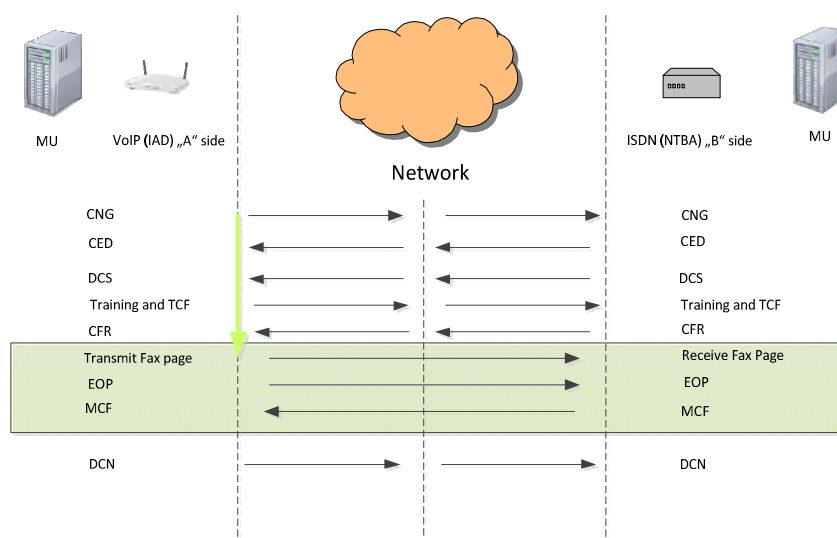 MU
VoIP (IAD) „A“ side
Network
ISDN (NTBA) „B“ side
MU
CNG
CNG
CED
CED
DCS
DCS
Training and TCF
Training and TCF
CFR
CFR
Transmit Fax page
Receive Fax Page
EOP
EOP
MCF
MCF
DCN
DCN